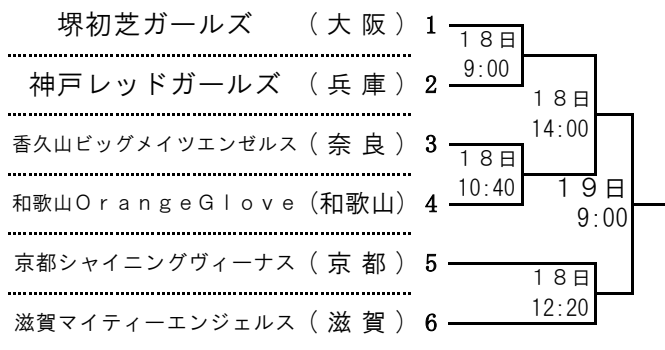 堺初芝ガールズ （大 阪） 1
18日
9:00
神戸レッドガールズ （兵 庫） 2
18日
14:00
香久山ビッグメイツエンゼルス （奈 良） 3
18日
10:40
19日
9:00
和歌山ＯｒａｎｇｅＧｌｏｖｅ （和歌山） 4
京都シャイニングヴィーナス （京 都） 5
18日
12:20
滋賀マイティーエンジェルス （滋 賀） 6